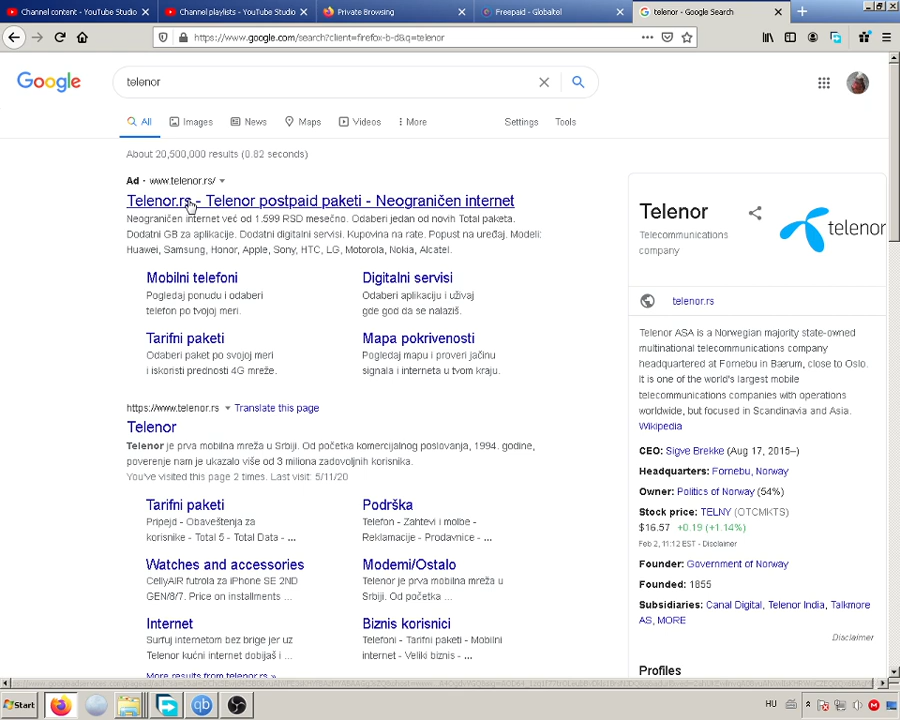 Channel content - YouTube Studio
Channel playlists - YouTube Studio
Private Browsing
Freepaid - Globaltel
telenor - Google Search
https://www.google.com/search?client=firefox-b-d&q=telenor
Google
telenor
All
Images
News
Maps
Videos
More
Settings
Tools
About 20,500,000 results (0.82 seconds)
Ad · www.telenor.rs/
Telenor.rs - Telenor postpaid paketi - Neograničen internet
Neograničen internet već od 1.599 RSD mesečno. Odaberi jedan od novih Total paketa.
Dodatni GB za aplikacije. Dodatni digitalni servisi. Kupovina na rate. Popust na uređaj. Modeli:
Huawei, Samsung, Honor, Apple, Sony, HTC, LG, Motorola, Nokia, Alcatel.
Mobilni telefoni
Pogledaj ponudu i odaberi
telefon po tvojoj meri.
Digitalni servisi
Odaberi aplikaciju i uživaj
gde god da se nalaziš.
Tarifni paketi
Odaberi paket po svojoj meri
i iskoristi prednosti 4G mreže.
Mapa pokrivenosti
Pogledaj mapu i proveri jačinu
signala i interneta u tvom kraju.
https://www.telenor.rs
Translate this page
Telenor
Telenor je prva mobilna mreža u Srbiji. Od početka komercijalnog poslovanja, 1994. godine,
poverenje nam je ukazalo više od 3 miliona zadovoljnih korisnika.
You've visited this page 2 times. Last visit: 5/11/20
Tarifni paketi
Pripejd - Obaveštenja za
korisnike - Total 5 - Total Data - ...
Podrška
Telefon - Zahtevi i molbe -
Reklamacije - Prodavnice - ...
Watches and accessories
CellyAIR futrola za iPhone SE 2ND
GEN/8/7. Price on installments ...
Modemi/Ostalo
Telenor je prva mobilna mreža u
Srbiji. Od početka ...
Internet
Surfuj internetom bez brige jer uz
Telenor kućni internet dobijaš i ...
Biznis korisnici
Telefoni - Tarifni paketi - Mobilni
internet - Veliki biznis - ...
More results from telenor.rs »
Telenor
Telecommunications
company
telenor
telenor.rs
Telenor ASA is a Norwegian majority state-owned
multinational telecommunications company
headquartered at Fornebu in Bærum, close to Oslo.
It is one of the world's largest mobile
telecommunications companies with operations
worldwide, but focused in Scandinavia and Asia.
Wikipedia
CEO: Sigve Brekke (Aug 17, 2015–)
Headquarters: Fornebu, Norway
Owner: Politics of Norway (54%)
Stock price: TELNY (OTCMKTS)
$16.57 +0.19 (+1.14%)
Feb 2, 11:12 EST - Disclaimer
Founder: Government of Norway
Founded: 1855
Subsidiaries: Canal Digital, Telenor India, Talkmore
AS, MORE
Disclaimer
Profiles
Start
qb
HU